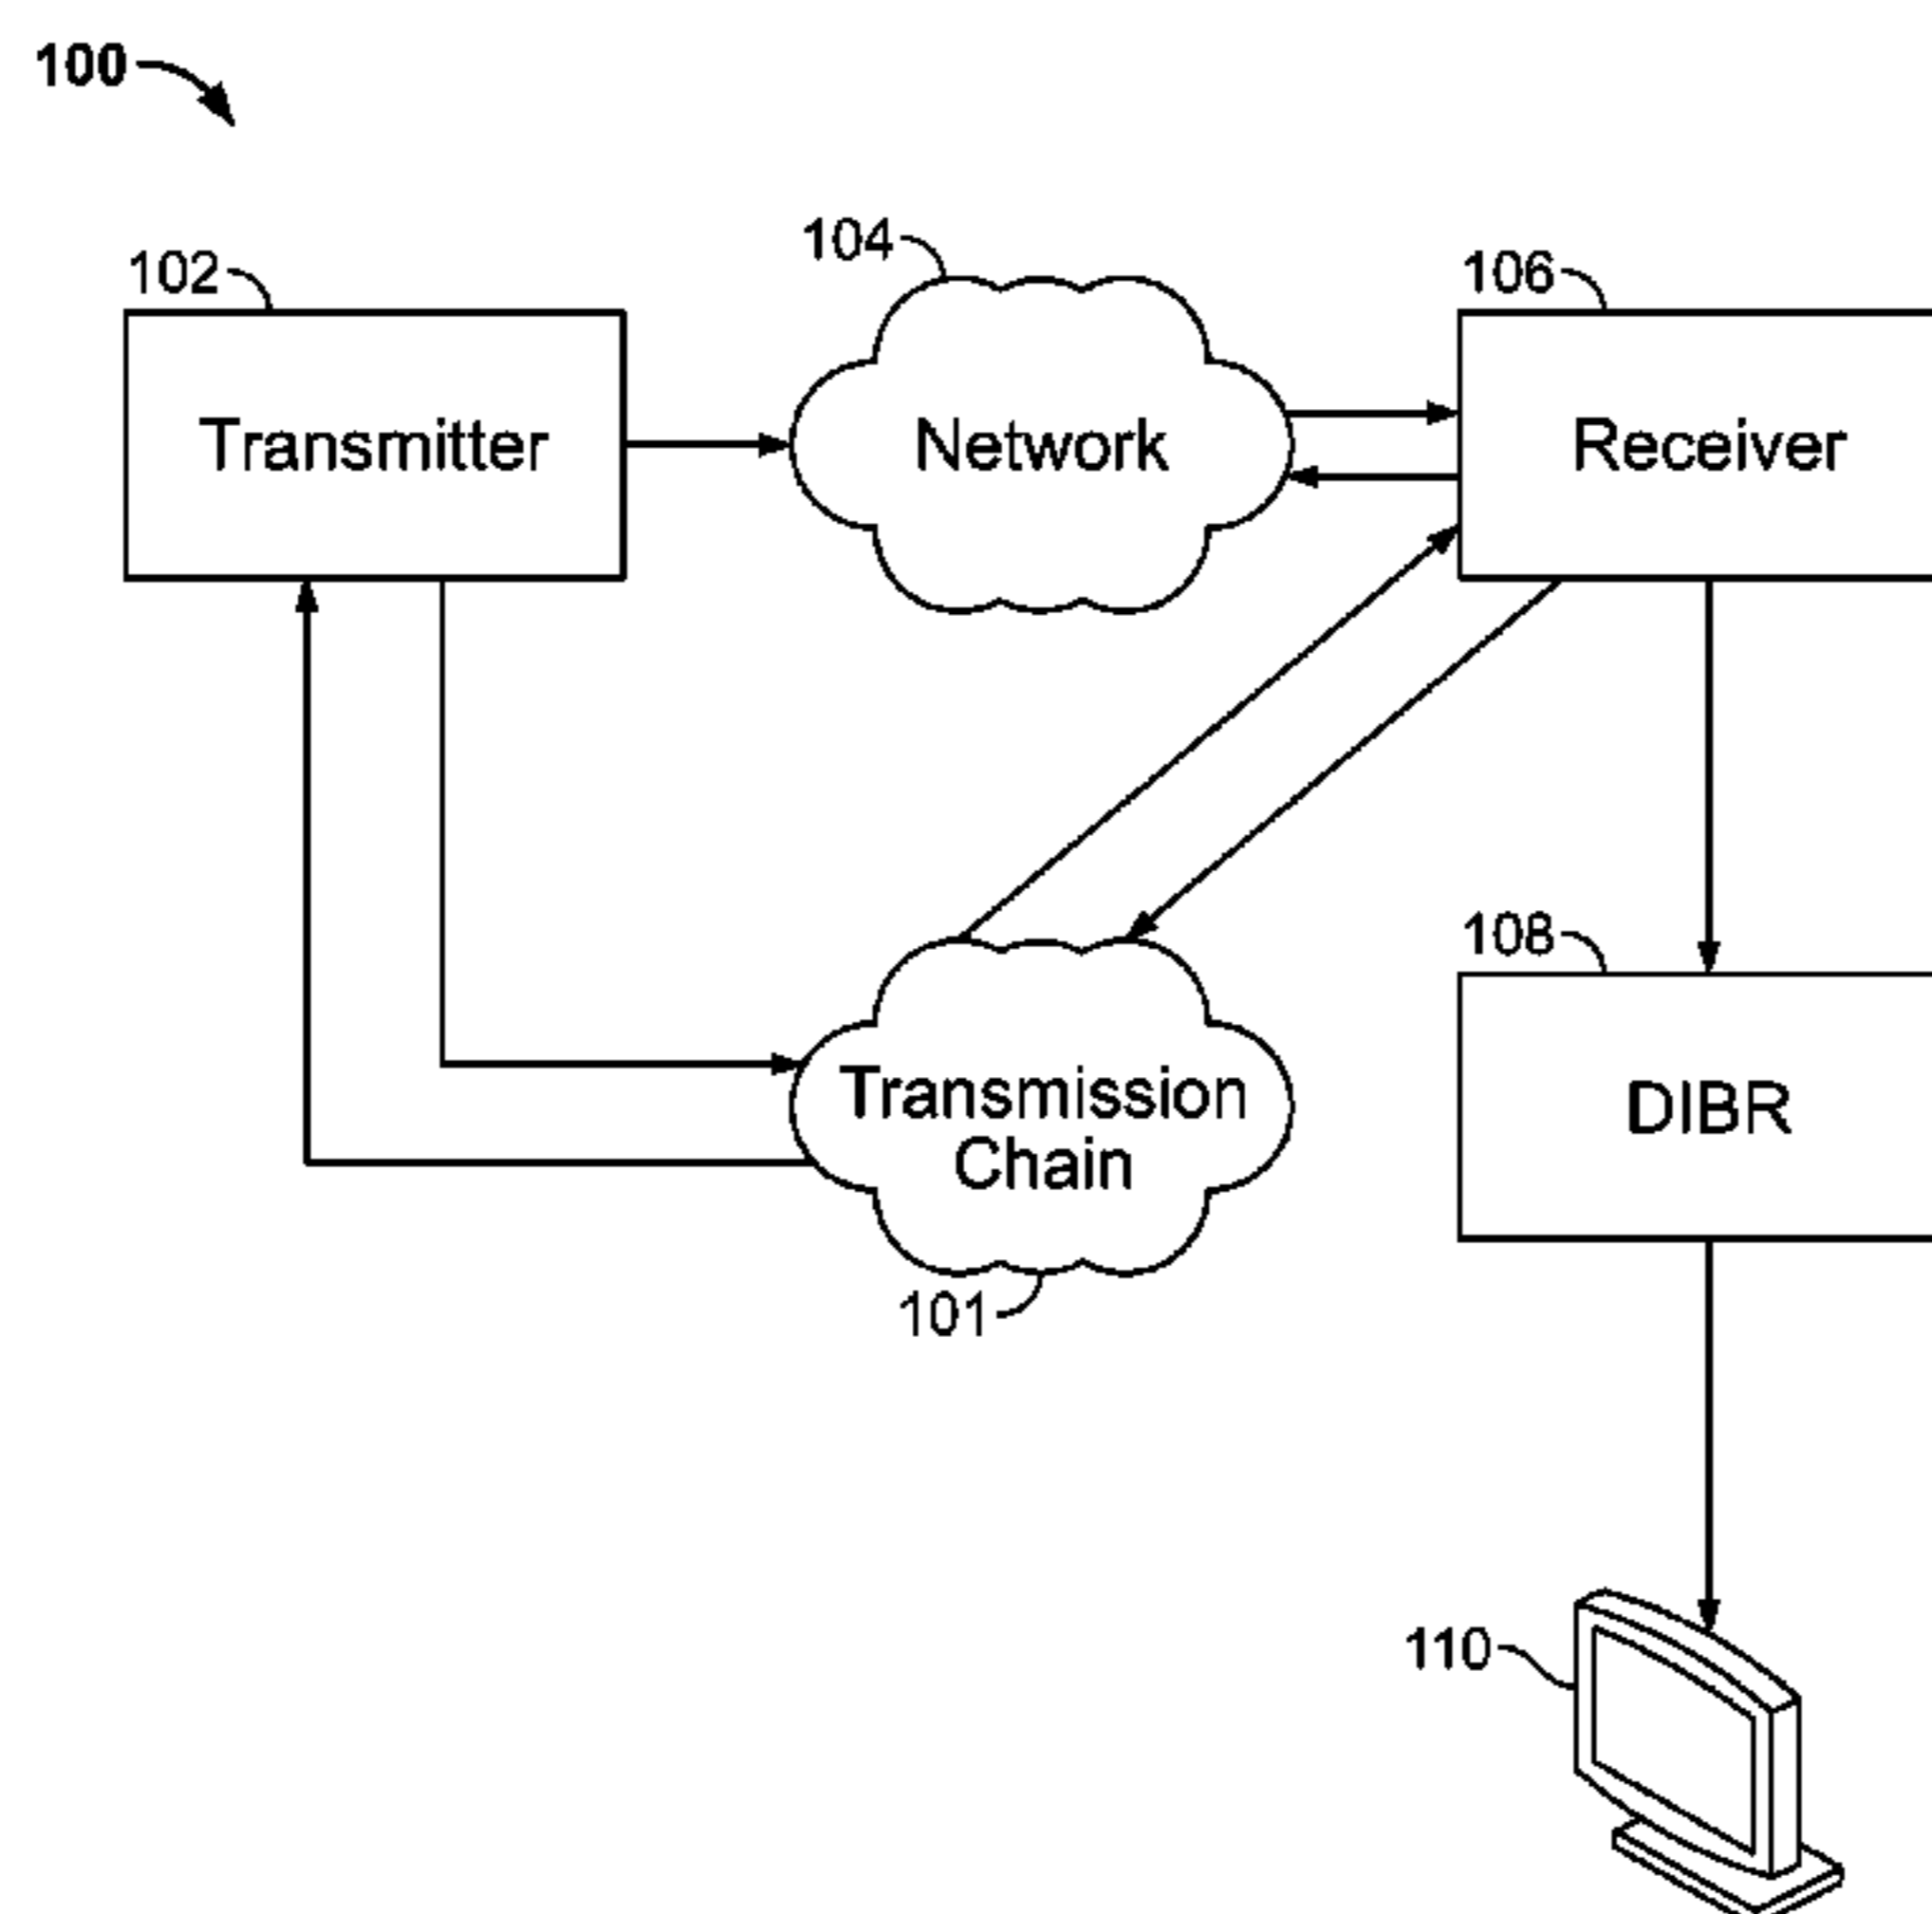 100
102
104
106
Transmitter
Network
Receiver
108
Transmission
Chain
DIBR
101
110